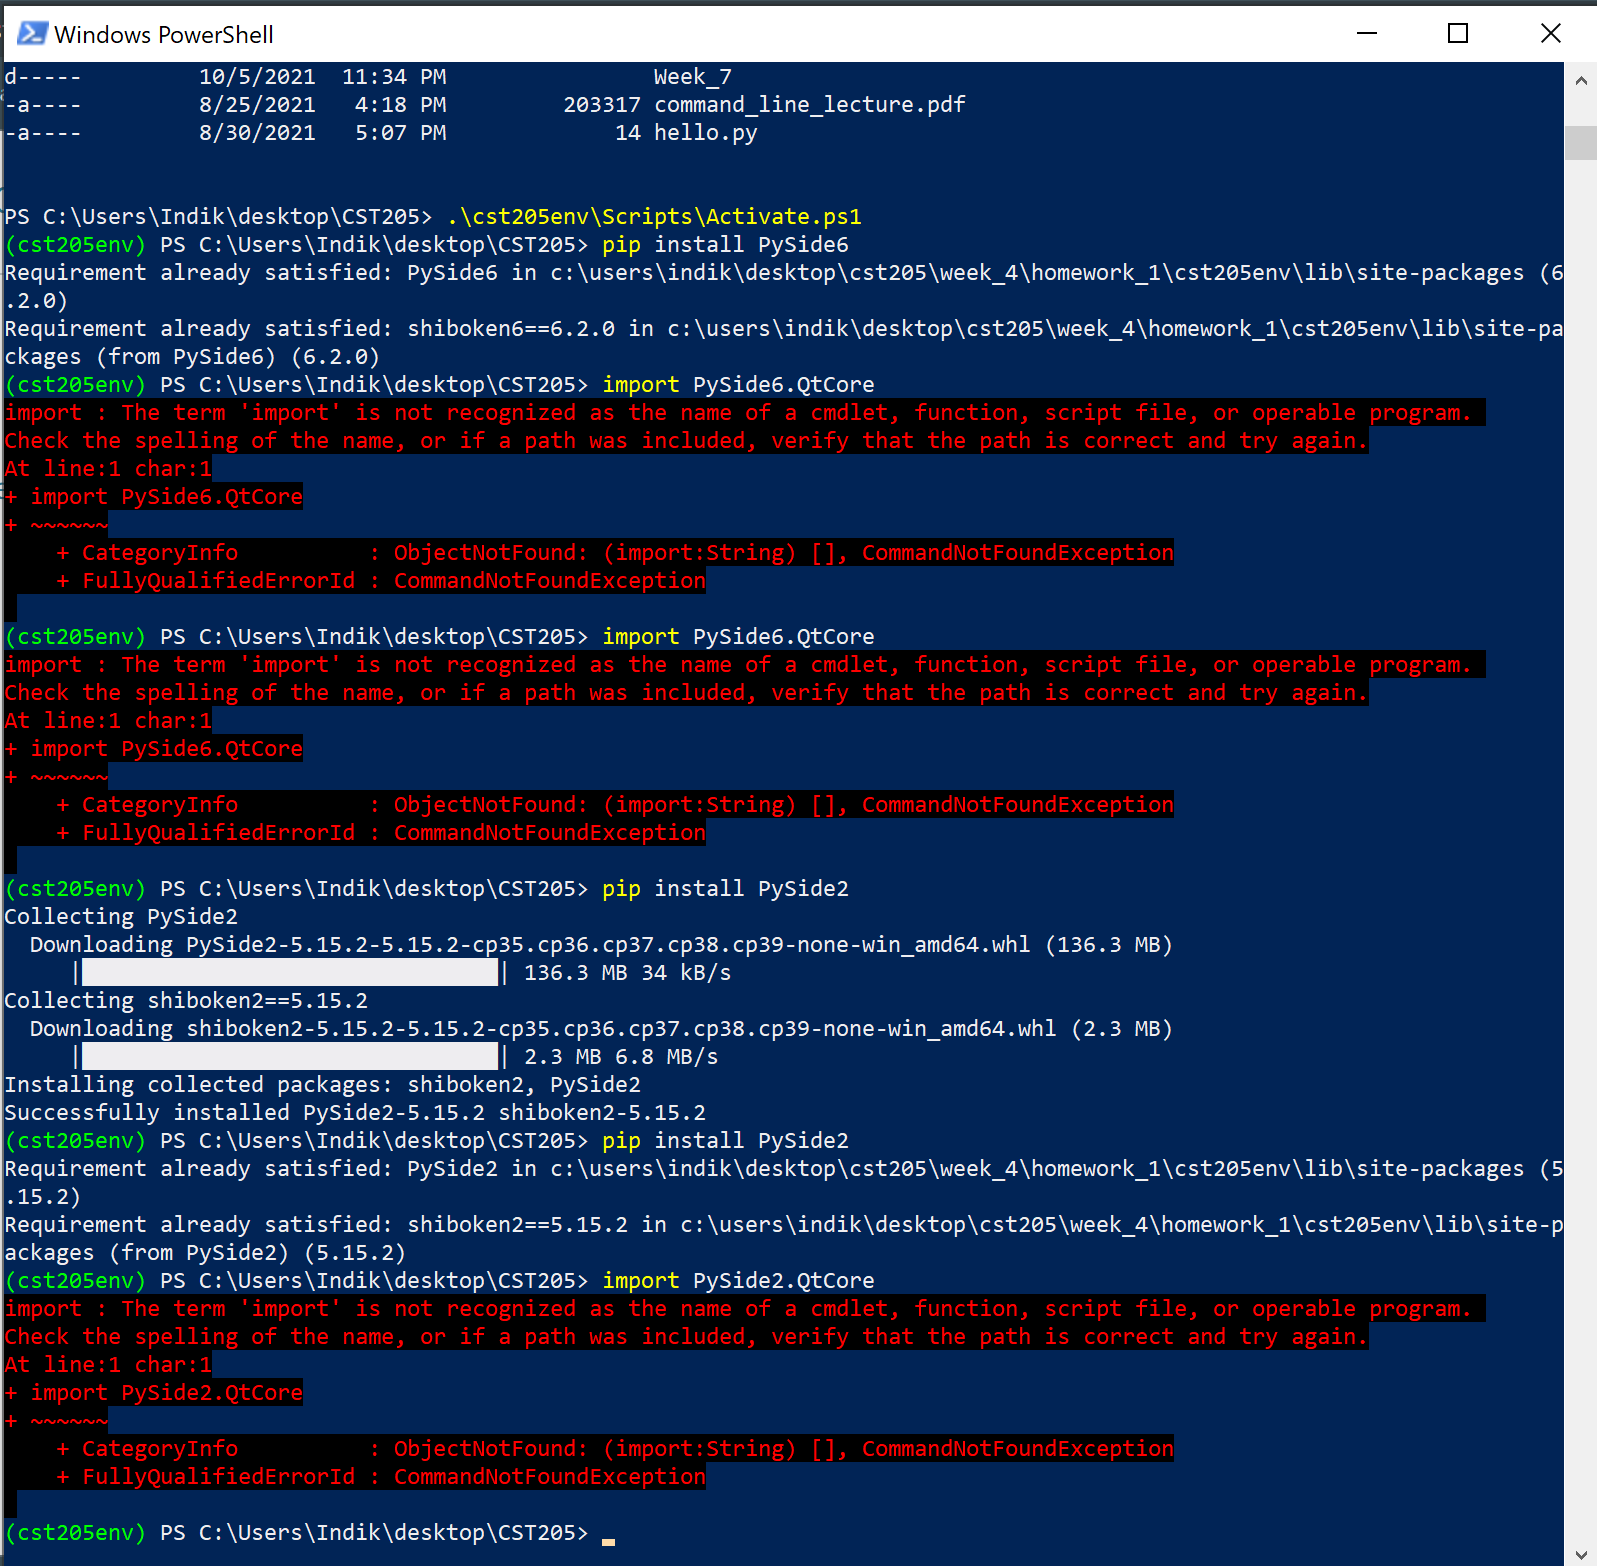 Windows PowerShell
d-----         10/5/2021  11:34 PM                Week_7
-a----         8/25/2021   4:18 PM         203317 command_line_lecture.pdf
-a----         8/30/2021   5:07 PM             14 hello.py
PS C:\Users\Indik\desktop\CST205> .\cst205env\Scripts\Activate.ps1
(cst205env) PS C:\Users\Indik\desktop\CST205> pip install PySide6
Requirement already satisfied: PySide6 in c:\users\indik\desktop\cst205\week_4\homework_1\cst205env\lib\site-packages (6
.2.0)
Requirement already satisfied: shiboken6==6.2.0 in c:\users\indik\desktop\cst205\week_4\homework_1\cst205env\lib\site-pa
ckages (from PySide6) (6.2.0)
(cst205env) PS C:\Users\Indik\desktop\CST205> import PySide6.QtCore
import : The term 'import' is not recognized as the name of a cmdlet, function, script file, or operable program.
Check the spelling of the name, or if a path was included, verify that the path is correct and try again.
At line:1 char:1
+ import PySide6.QtCore
+ ~~~~~~
    + CategoryInfo          : ObjectNotFound: (import:String) [], CommandNotFoundException
    + FullyQualifiedErrorId : CommandNotFoundException
(cst205env) PS C:\Users\Indik\desktop\CST205> import PySide6.QtCore
import : The term 'import' is not recognized as the name of a cmdlet, function, script file, or operable program.
Check the spelling of the name, or if a path was included, verify that the path is correct and try again.
At line:1 char:1
+ import PySide6.QtCore
+ ~~~~~~
    + CategoryInfo          : ObjectNotFound: (import:String) [], CommandNotFoundException
    + FullyQualifiedErrorId : CommandNotFoundException
(cst205env) PS C:\Users\Indik\desktop\CST205> pip install PySide2
Collecting PySide2
  Downloading PySide2-5.15.2-5.15.2-cp35.cp36.cp37.cp38.cp39-none-win_amd64.whl (136.3 MB)
     |                                | 136.3 MB 34 kB/s
Collecting shiboken2==5.15.2
  Downloading shiboken2-5.15.2-5.15.2-cp35.cp36.cp37.cp38.cp39-none-win_amd64.whl (2.3 MB)
     |                                | 2.3 MB 6.8 MB/s
Installing collected packages: shiboken2, PySide2
Successfully installed PySide2-5.15.2 shiboken2-5.15.2
(cst205env) PS C:\Users\Indik\desktop\CST205> pip install PySide2
Requirement already satisfied: PySide2 in c:\users\indik\desktop\cst205\week_4\homework_1\cst205env\lib\site-packages (5
.15.2)
Requirement already satisfied: shiboken2==5.15.2 in c:\users\indik\desktop\cst205\week_4\homework_1\cst205env\lib\site-p
ackages (from PySide2) (5.15.2)
(cst205env) PS C:\Users\Indik\desktop\CST205> import PySide2.QtCore
import : The term 'import' is not recognized as the name of a cmdlet, function, script file, or operable program.
Check the spelling of the name, or if a path was included, verify that the path is correct and try again.
At line:1 char:1
+ import PySide2.QtCore
+ ~~~~~~
    + CategoryInfo          : ObjectNotFound: (import:String) [], CommandNotFoundException
    + FullyQualifiedErrorId : CommandNotFoundException
(cst205env) PS C:\Users\Indik\desktop\CST205>